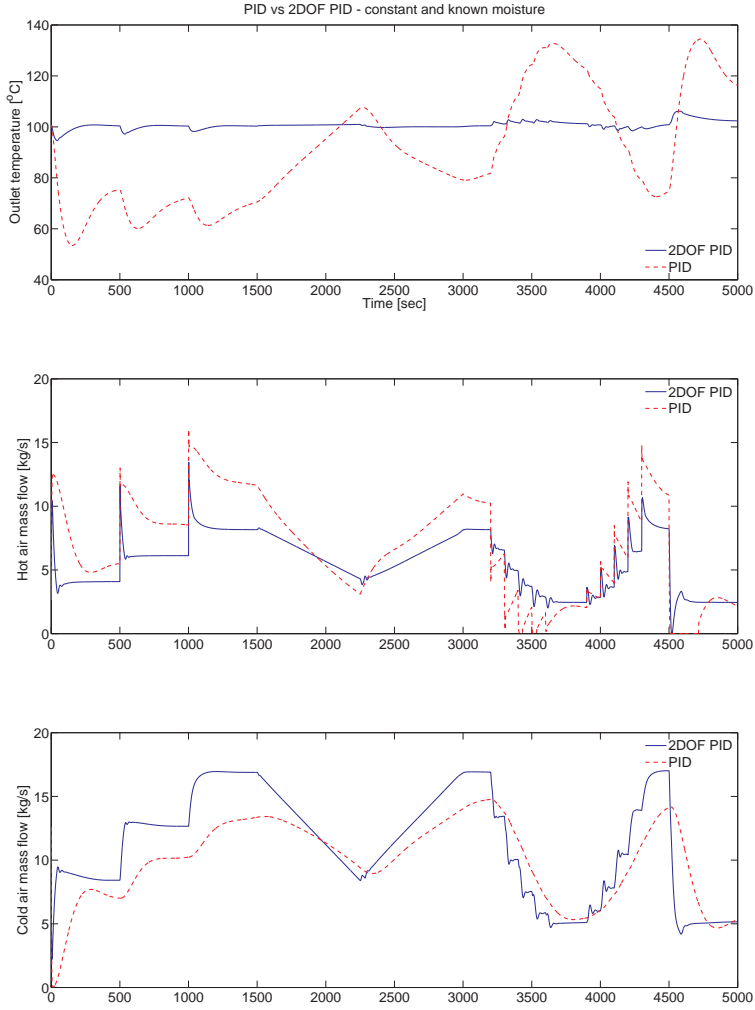 PID vs 2DOF PID - constant and known moisture
140
120
100
80
60
40
Outlet temperature [°C]
2DOF PID
PID
0 500 1000 1500 2000 2500 3000 3500 4000 4500 5000
Time [sec]
20
15
10
5
0
Hot air mass flow [kg/s]
2DOF PID
PID
0 500 1000 1500 2000 2500 3000 3500 4000 4500 5000
20
15
10
5
0
Cold air mass flow [kg/s]
2DOF PID
PID
0 500 1000 1500 2000 2500 3000 3500 4000 4500 5000